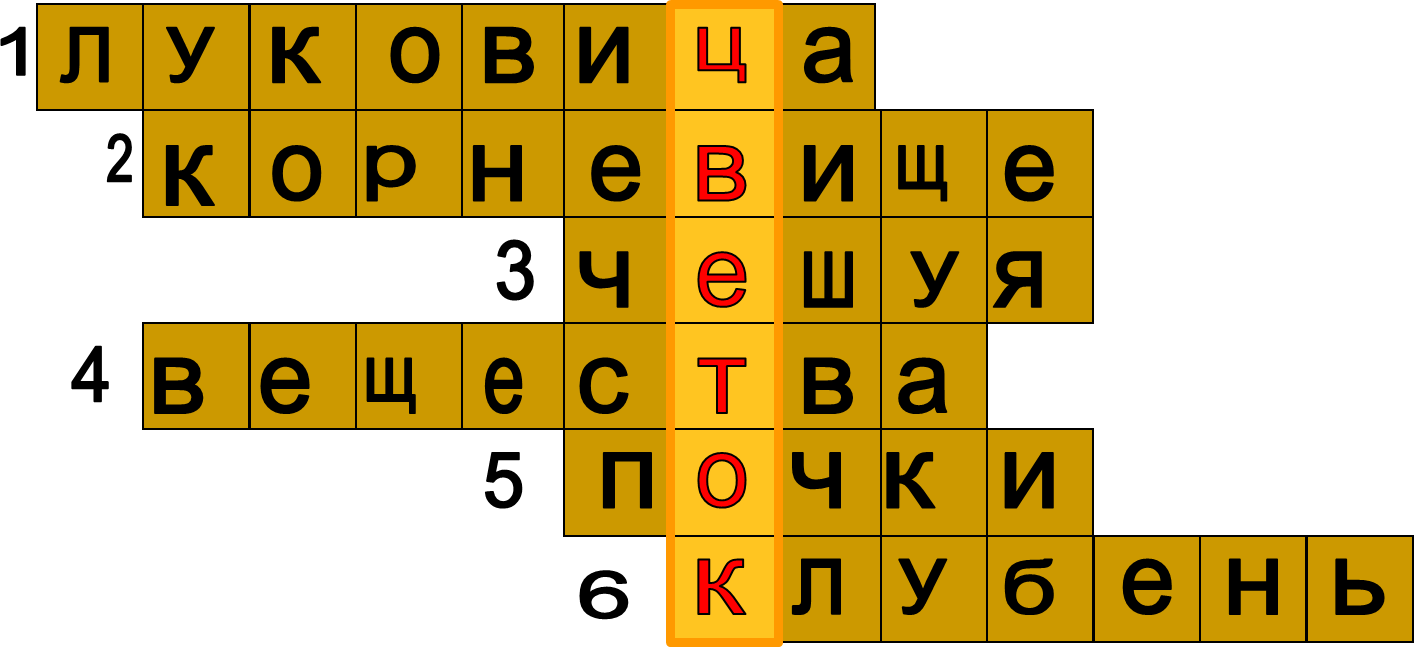 1 луковица
2 корневище
3 чешуя
4 вещества
5 почки
6 клубень